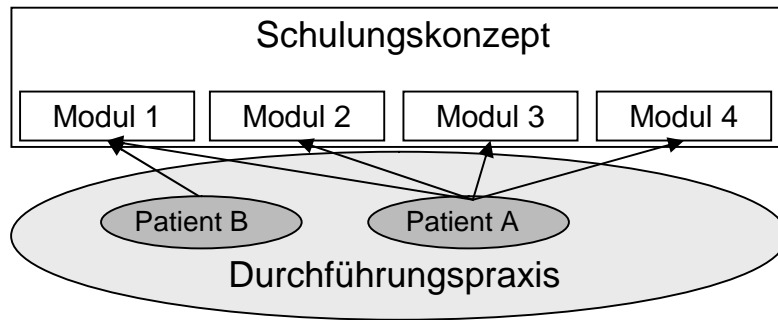 Schulungskonzept
Modul 1 Modul 2 Modul 3 Modul 4
Patient B Patient A
Durchführungspraxis